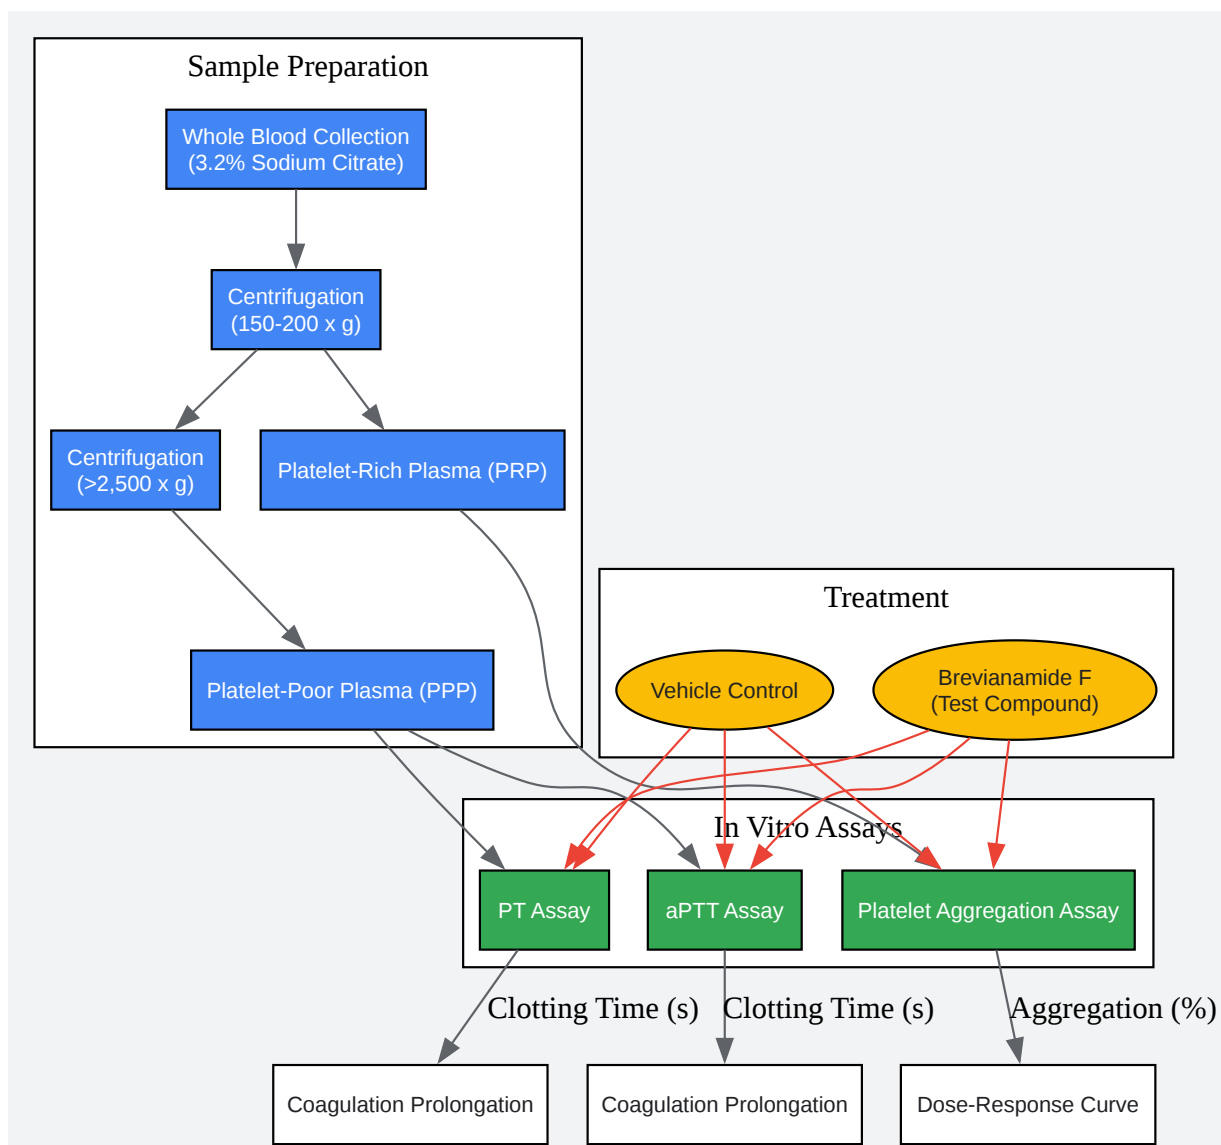 Sample Preparation
Whole Blood Collection
(3.2% Sodium Citrate)
Centrifugation
(150-200 x g)
Centrifugation
(>2,500 x g)
Platelet-Rich Plasma (PRP)
Platelet-Poor Plasma (PPP)
Treatment
Vehicle Control
Brevianamide F
(Test Compound)
In Vitro Assays
PT Assay
aPTT Assay
Platelet Aggregation Assay
Clotting Time (s)
Clotting Time (s)
Aggregation (%)
Coagulation Prolongation
Coagulation Prolongation
Dose-Response Curve